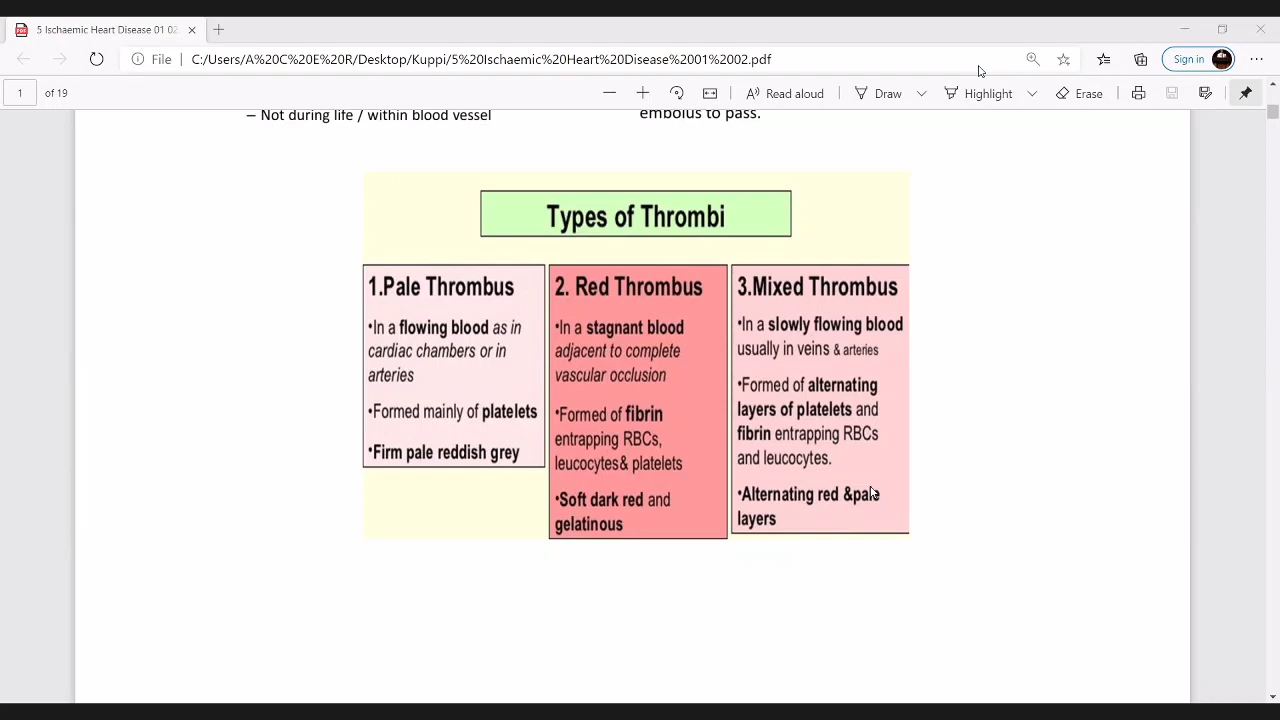 5 Ischaemic Heart Disease 01 02
File
C:/Users/A%20C%20E%20R/Desktop/Kuppi/5%20Ischaemic%20Heart%20Disease%2001%2002.pdf
Sign in
1 of 19
Read aloud
Draw
Highlight
Erase
– Not during life / within blood vessel
embolus to pass.
Types of Thrombi
1.Pale Thrombus
•In a flowing blood as in
cardiac chambers or in
arteries
•Formed mainly of platelets
•Firm pale reddish grey
2. Red Thrombus
•In a stagnant blood
adjacent to complete
vascular occlusion
•Formed of fibrin
entrapping RBCs,
leucocytes& platelets
•Soft dark red and
gelatinous
3.Mixed Thrombus
•In a slowly flowing blood
usually in veins & arteries
•Formed of alternating
layers of platelets and
fibrin entrapping RBCs
and leucocytes.
•Alternating red &pale
layers